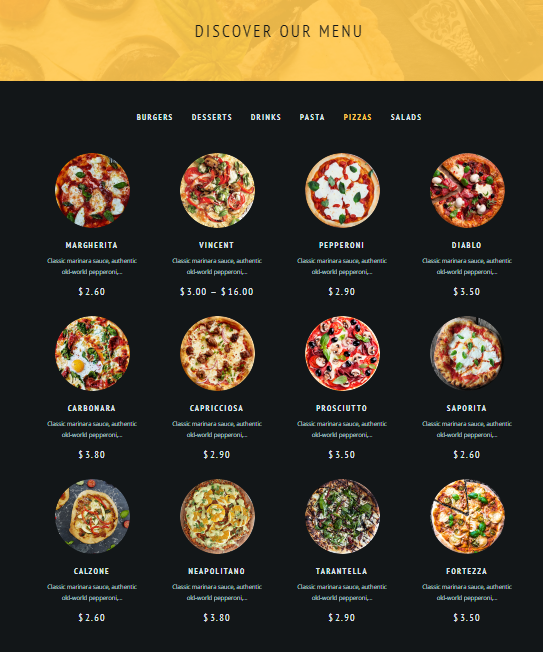 DISCOVER OUR MENU
BURGERS DESSERTS DRINKS PASTA PIZZAS SALADS
MARGHERITA
Classic marinara sauce, authentic
old-world pepperoni,...
$2.60
VINCENT
Classic marinara sauce, authentic
old-world pepperoni,...
$3.00 – $16.00
PEPPERONI
Classic marinara sauce, authentic
old-world pepperoni,...
$2.90
DIABLO
Classic marinara sauce, authentic
old-world pepperoni,...
$3.50
CARBONARA
Classic marinara sauce, authentic
old-world pepperoni,...
$3.80
CAPRICCIOSA
Classic marinara sauce, authentic
old-world pepperoni,...
$2.90
PROSCIUTTO
Classic marinara sauce, authentic
old-world pepperoni,...
$3.50
SAPORITA
Classic marinara sauce, authentic
old-world pepperoni,...
$2.60
CALZONE
Classic marinara sauce, authentic
old-world pepperoni,...
$2.60
NEAPOLITANO
Classic marinara sauce, authentic
old-world pepperoni,...
$3.80
TARANTELLA
Classic marinara sauce, authentic
old-world pepperoni,...
$2.90
FORTEZZA
Classic marinara sauce, authentic
old-world pepperoni,...
$3.50